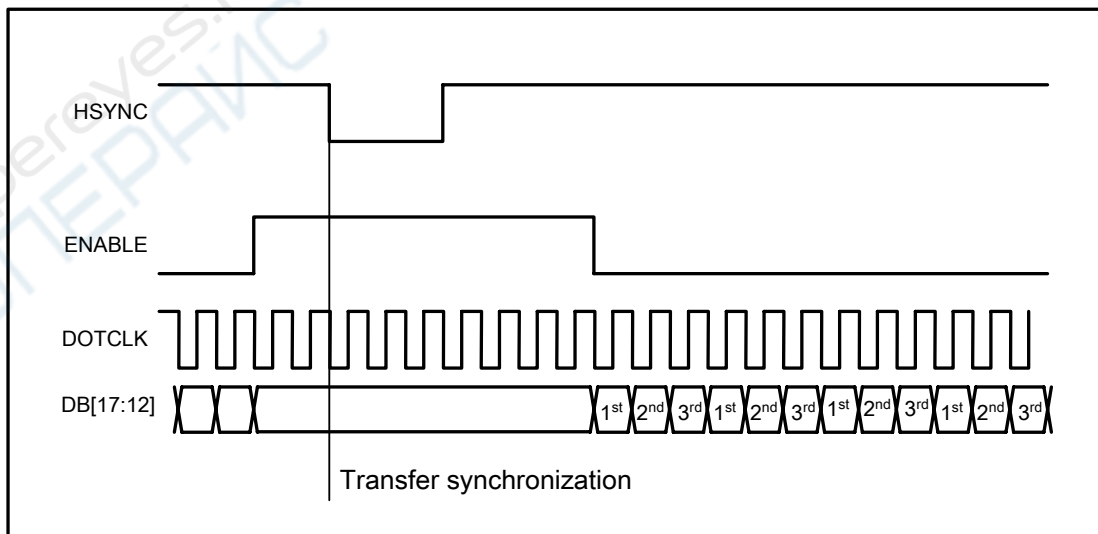 HSYNC
ENABLE
DOTCLK
DB[17:12]
1st 2nd 3rd 1st 2nd 3rd 1st 2nd 3rd 1st 2nd 3rd
Transfer synchronization